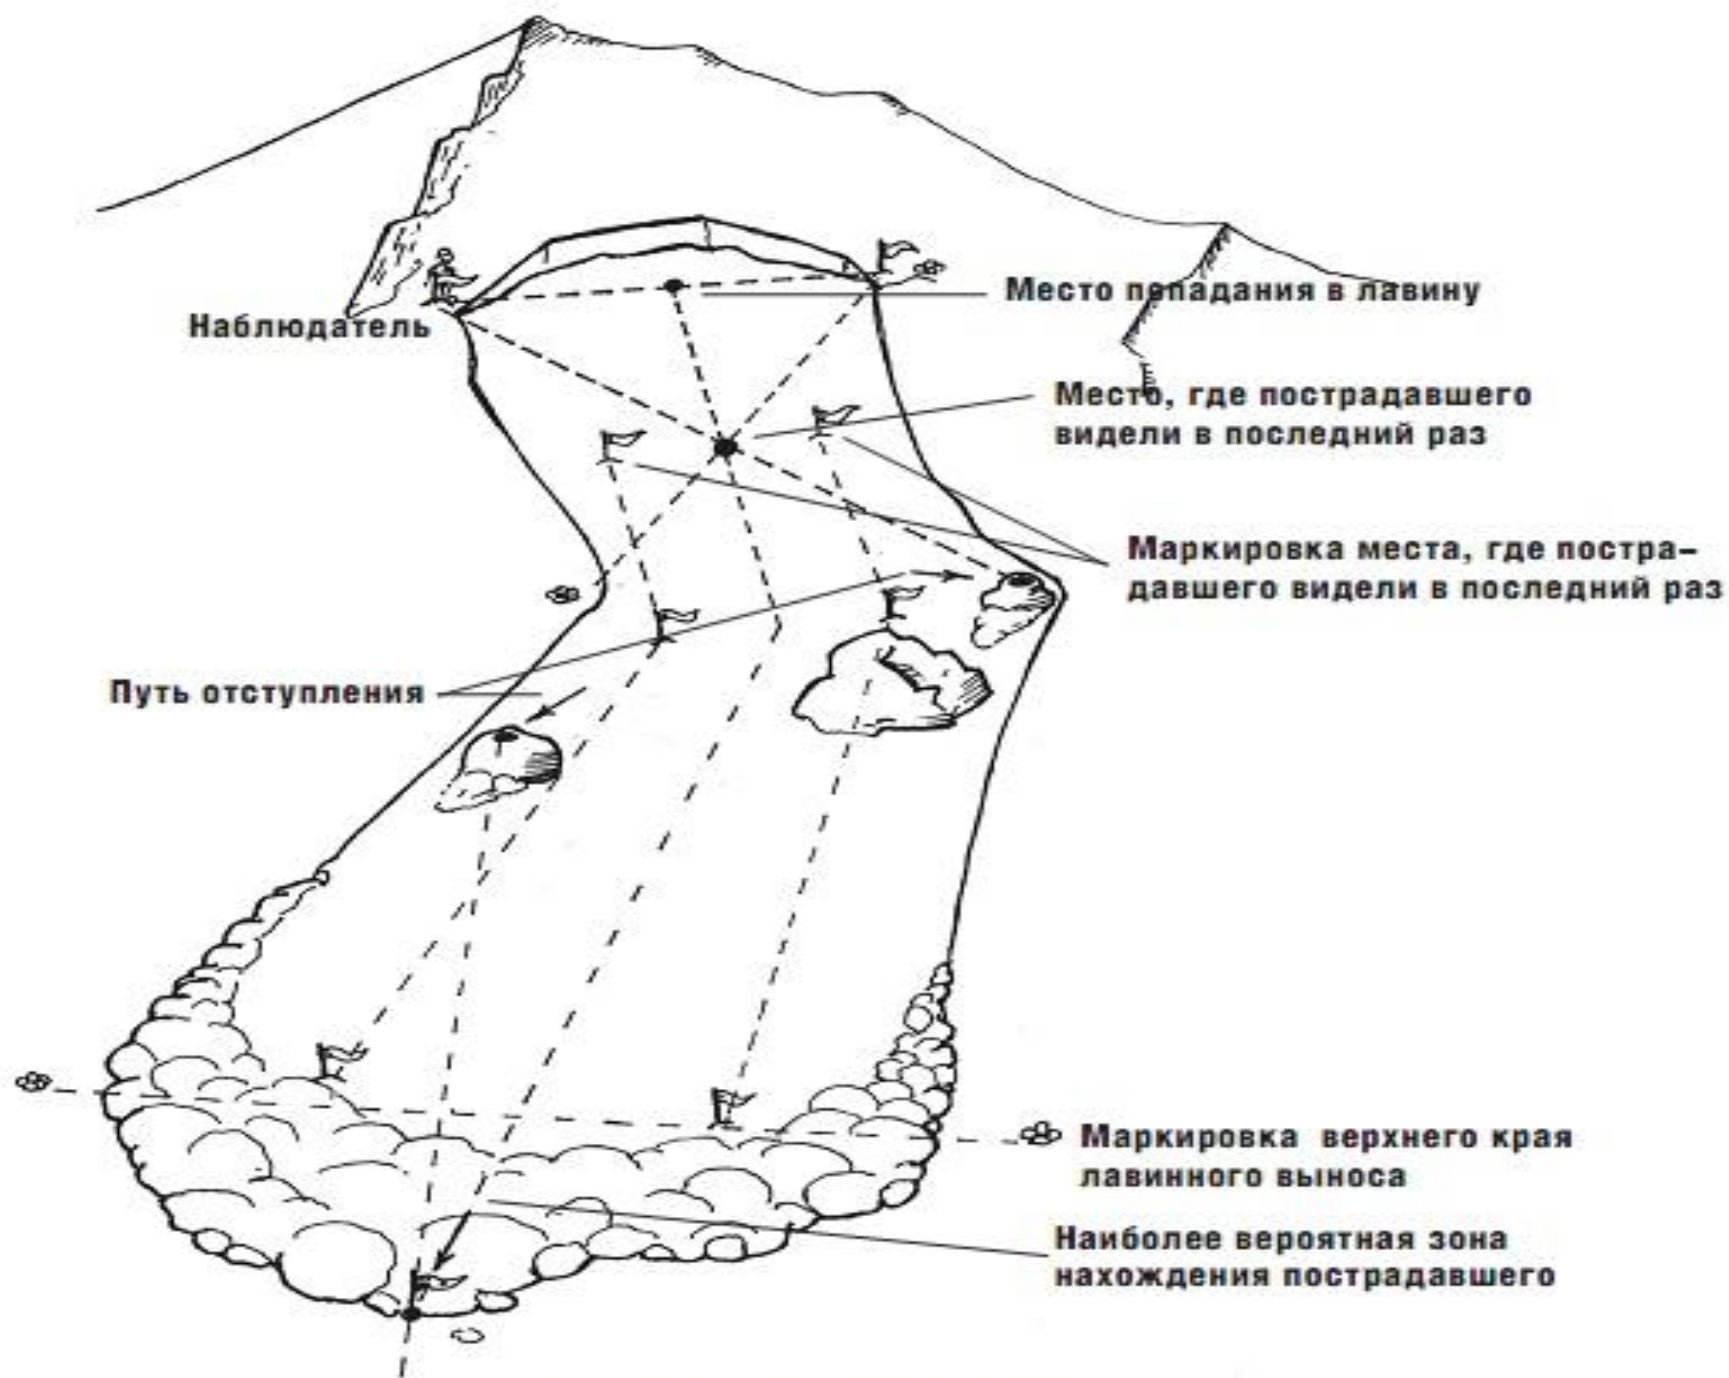 Место попадания в лавину
Наблюдатель
Место, где пострадавшего
видели в последний раз
Маркировка места, где постра–
давшего видели в последний раз
Путь отступления
Маркировка верхнего края
лавинного выноса
Наиболее вероятная зона
нахождения пострадавшего